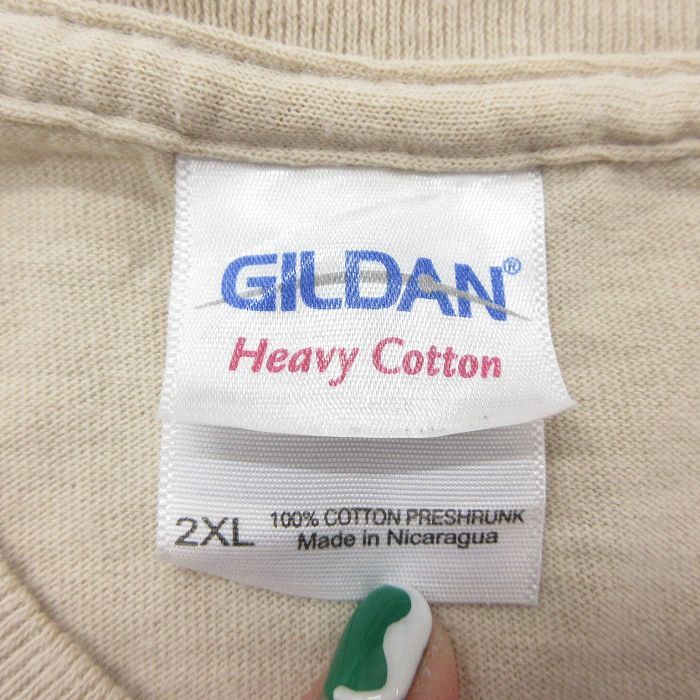 GILDAN®
Heavy Cotton
2XL 100% COTTON PRESHRUNK
Made in Nicaragua